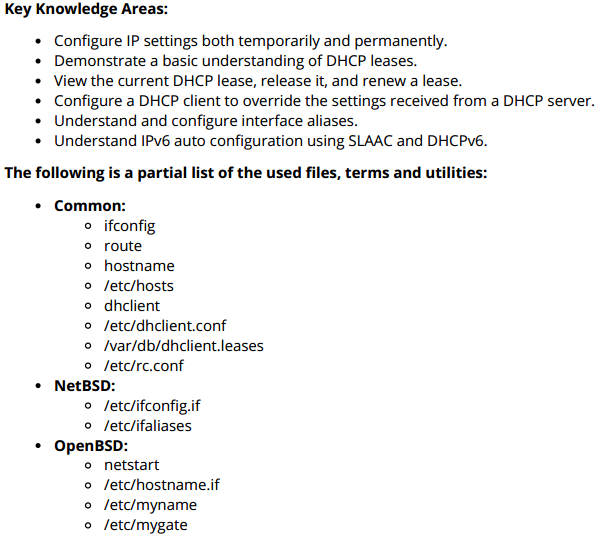 Key Knowledge Areas:
Configure IP settings both temporarily and permanently.
Demonstrate a basic understanding of DHCP leases.
View the current DHCP lease, release it, and renew a lease.
Configure a DHCP client to override the settings received from a DHCP server.
Understand and configure interface aliases.
Understand IPv6 auto configuration using SLAAC and DHCPv6.
The following is a partial list of the used files, terms and utilities:
Common:
ifconfig
route
hostname
/etc/hosts
dhclient
/etc/dhclient.conf
/var/db/dhclient.leases
/etc/rc.conf
NetBSD:
/etc/ifconfig.if
/etc/ifaliases
OpenBSD:
netstart
/etc/hostname.if
/etc/myname
/etc/mygate